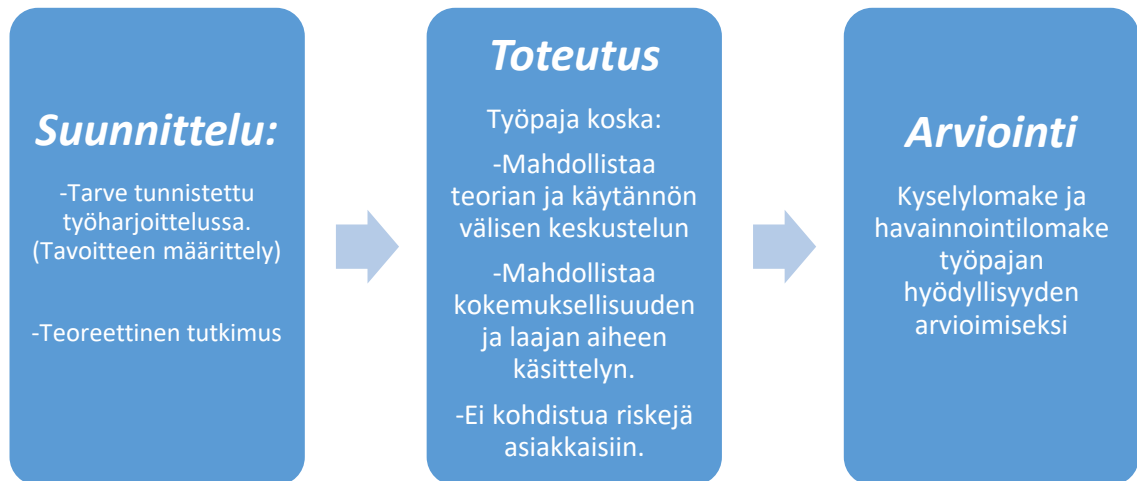 Suunnittelu:
-Tarve tunnistettu
työharjoittelussa.
(Tavoitteen määrittely)
-Teoreettinen tutkimus
Toteutus
Työpaja koska:
-Mahdollistaa
teorian ja käytännön
välisen keskustelun
-Mahdollistaa
kokemuksellisuuden
ja laajan aiheen
käsittelyn.
-Ei kohdistua riskejä
asiakkaisiin.
Arviointi
Kyselylomake ja
havainnointilomake
työpajan
hyödyllisyyden
arvioimiseksi